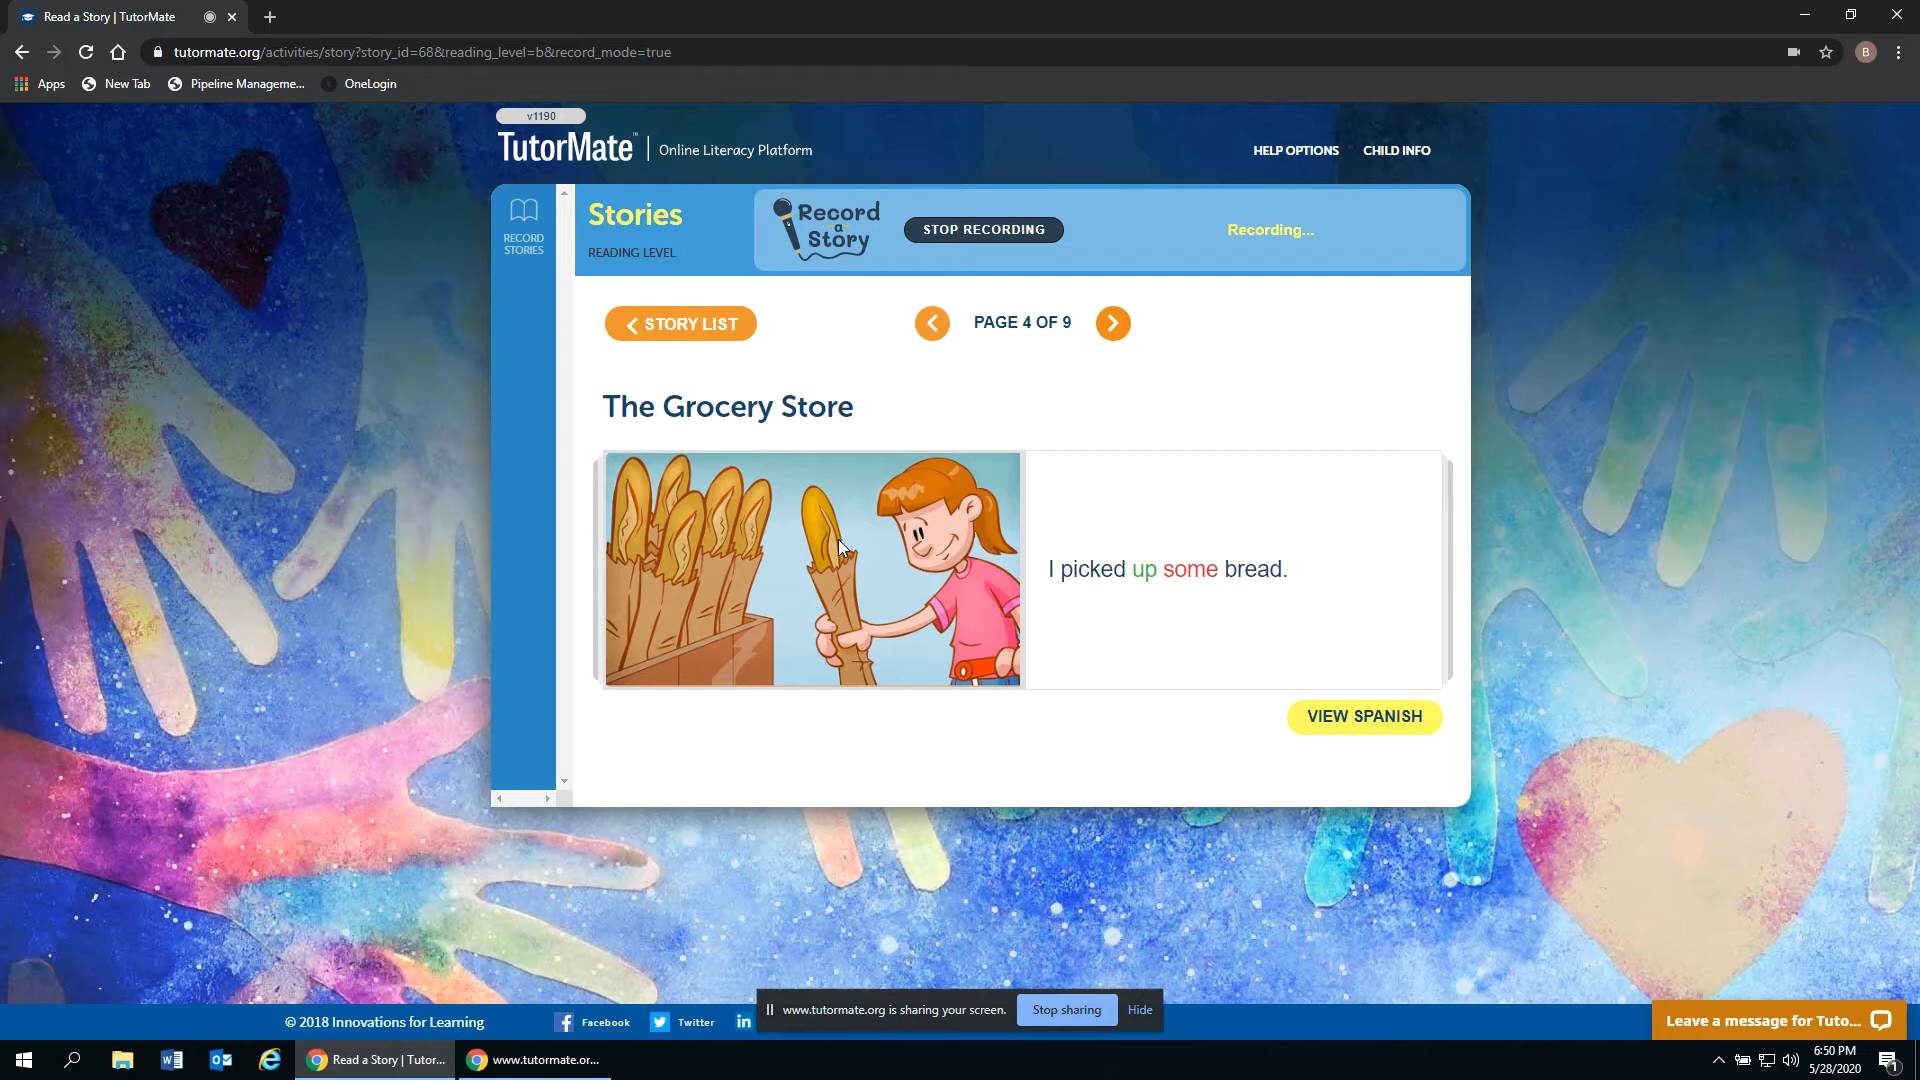 Read a Story | TutorMate
tutormate.org/activities/story?story_id=68&reading_level=b&record_mode=true
B
Apps
New Tab
Pipeline Manageme...
OneLogin
v1190
TutorMate™ | Online Literacy Platform
HELP OPTIONS
CHILD INFO
RECORD
STORIES
Stories
READING LEVEL
Record
a
Story
STOP RECORDING
Recording...
STORY LIST
PAGE 4 OF 9
The Grocery Store
I picked up some bread.
VIEW SPANISH
© 2018 Innovations for Learning
Facebook
Twitter
in
www.tutormate.org is sharing your screen.
Stop sharing
Hide
Leave a message for Tuto...
Read a Story | Tutor...
www.tutormate.or...
6:50 PM
5/28/2020
1